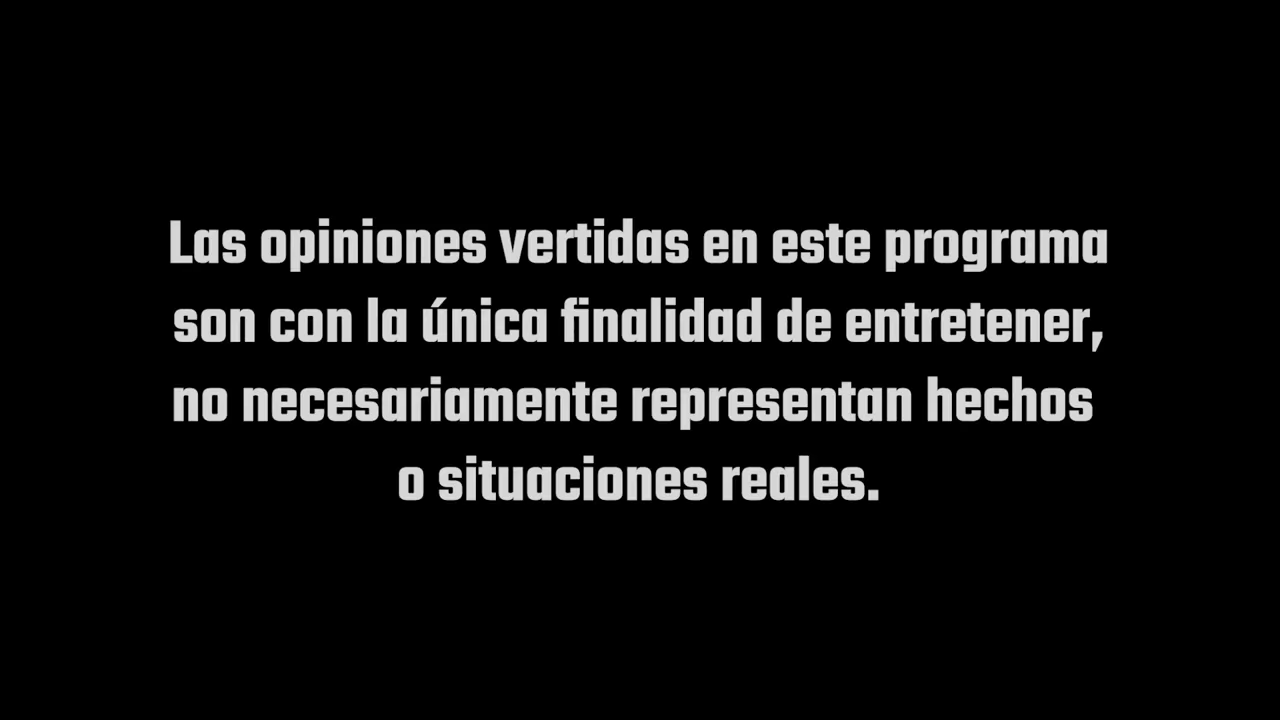 Las opiniones vertidas en este programa
son con la única finalidad de entretener,
no necesariamente representan hechos
o situaciones reales.